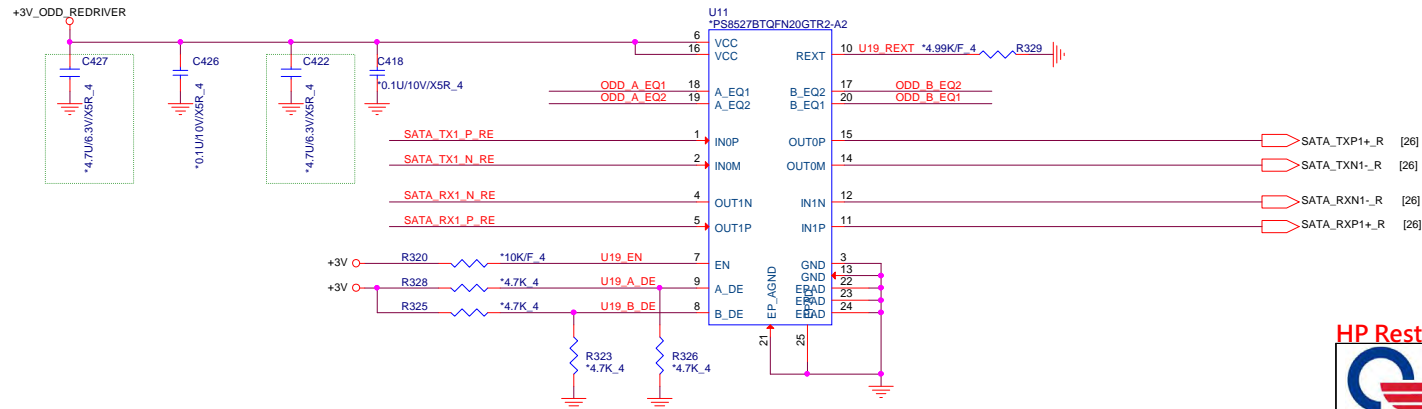 +3V_ODD_REDRIVER
U11
*PS8527BTQFN20GTR2-A2
C427
*4.7U/6.3V/X5R_4
C426
*0.1U/10V/X5R_4
C422
*4.7U/6.3V/X5R_4
C418
*0.1U/10V/X5R_4
6 VCC
16 VCC
REXT 10 U19_REXT *4.99K/F_4 R329
ODD_A_EQ1 18 A_EQ1
ODD_A_EQ2 19 A_EQ2
B_EQ2 17 ODD_B_EQ2
B_EQ1 20 ODD_B_EQ1
SATA_TX1_P_RE 1 IN0P
OUT0P 15 SATA_TXP1+_R [26]
SATA_TX1_N_RE 2 IN0M
OUT0M 14 SATA_TXN1-_R [26]
SATA_RX1_N_RE 4 OUT1N
IN1N 12 SATA_RXN1-_R [26]
SATA_RX1_P_RE 5 OUT1P
IN1P 11 SATA_RXP1+_R [26]
+3V R320 *10K/F_4 U19_EN 7 EN
+3V R328 *4.7K_4 U19_A_DE 9 A_DE
R325 *4.7K_4 U19_B_DE 8 B_DE
GND 3
GND 13
EPAD 22
EPAD 23
EPAD 24
EP_AGND
21
25
R323
*4.7K_4
R326
*4.7K_4
HP Rest